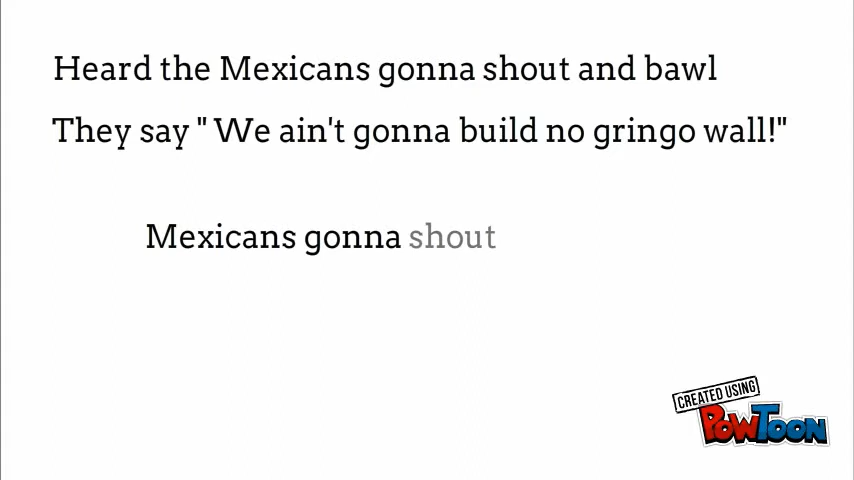 Heard the Mexicans gonna shout and bawl
They say " We ain't gonna build no gringo wall!"
Mexicans gonna shout
CREATED USING
POWTOON